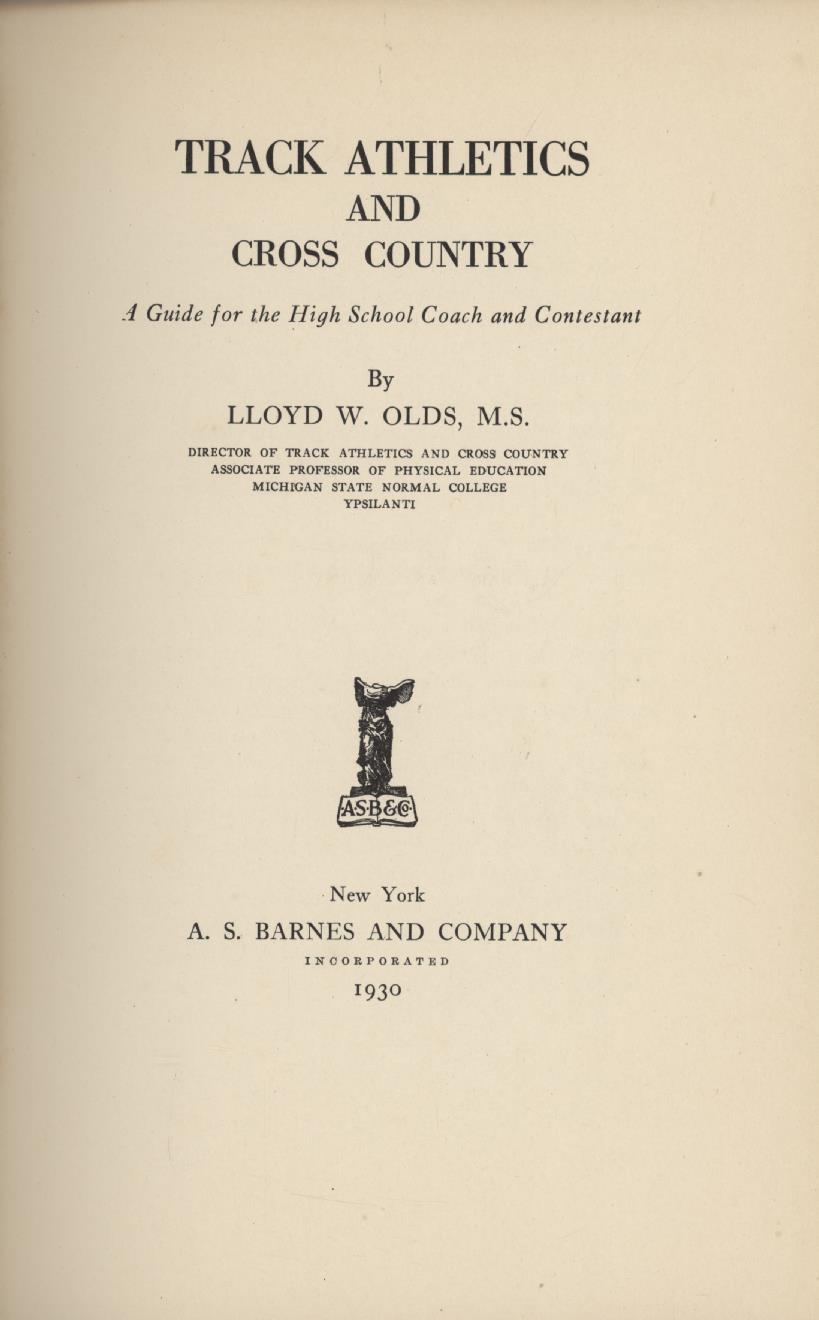 TRACK ATHLETICS
AND
CROSS COUNTRY
A Guide for the High School Coach and Contestant
By
LLOYD W. OLDS, M.S.
DIRECTOR OF TRACK ATHLETICS AND CROSS COUNTRY
ASSOCIATE PROFESSOR OF PHYSICAL EDUCATION
MICHIGAN STATE NORMAL COLLEGE
YPSILANTI
A·S·B·&Co·
New York
A. S. BARNES AND COMPANY
INCORPORATED
1930